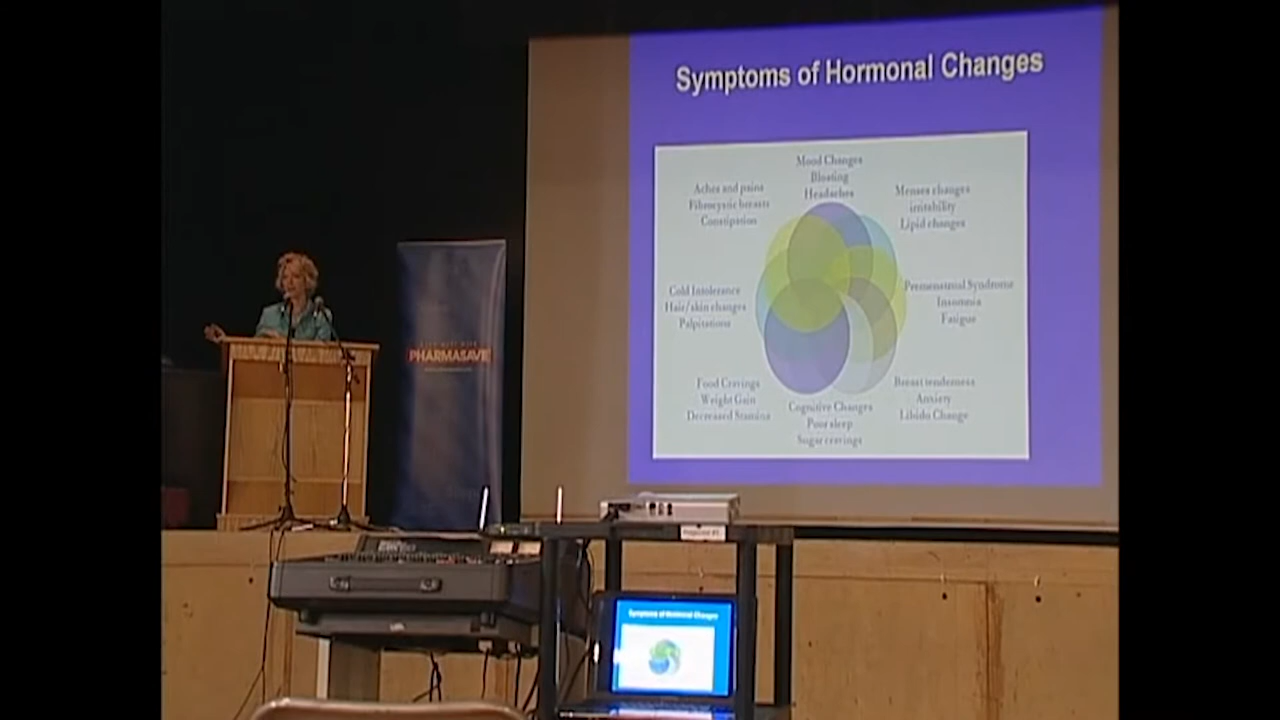 Symptoms of Hormonal Changes
Mood Changes
Bloating
Headaches
Aches and pains
Fibrocystic breasts
Constipation
Menses changes
irritability
Lipid changes
Cold Intolerance
Hair/skin changes
Palpitations
Premenstrual Syndrome
Insomnia
Fatigue
Food Cravings
Weight Gain
Decreased Stamina
Breast tenderness
Anxiety
Libido Change
Cognitive Changes
Poor sleep
Sugar cravings
PHARMASAVE
Symptoms of Hormonal Changes